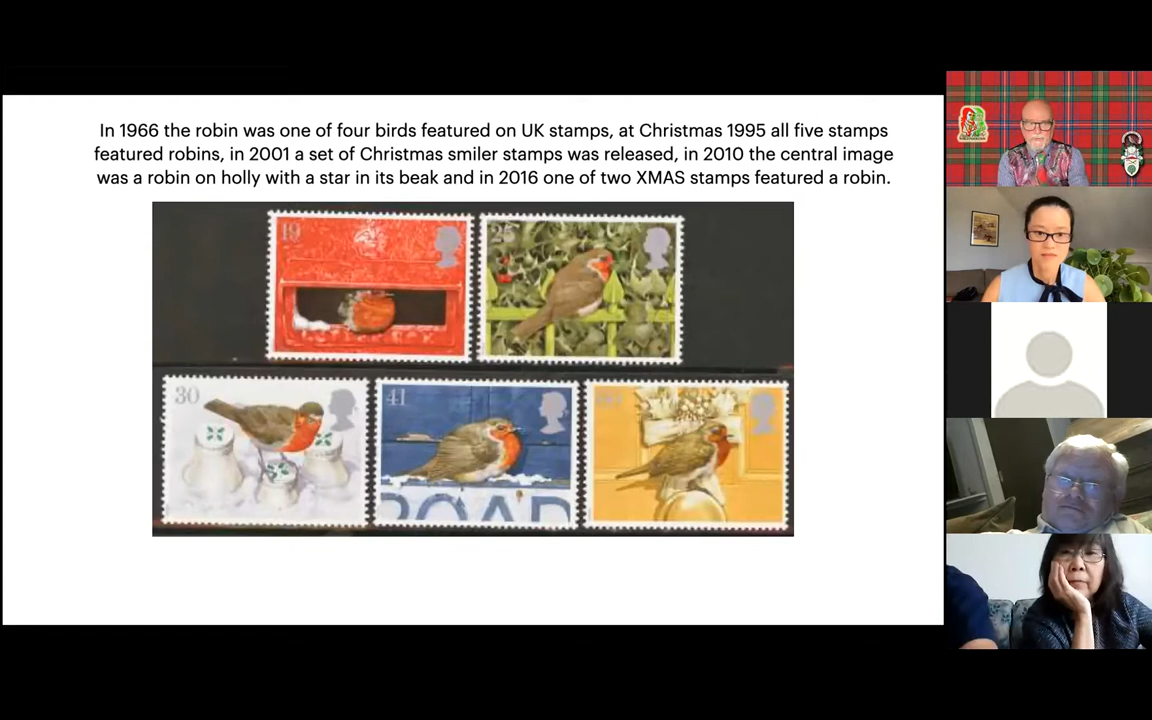 In 1966 the robin was one of four birds featured on UK stamps, at Christmas 1995 all five stamps
featured robins, in 2001 a set of Christmas smiler stamps was released, in 2010 the central image
was a robin on holly with a star in its beak and in 2016 one of two XMAS stamps featured a robin.
19
25
30
41
ROAD